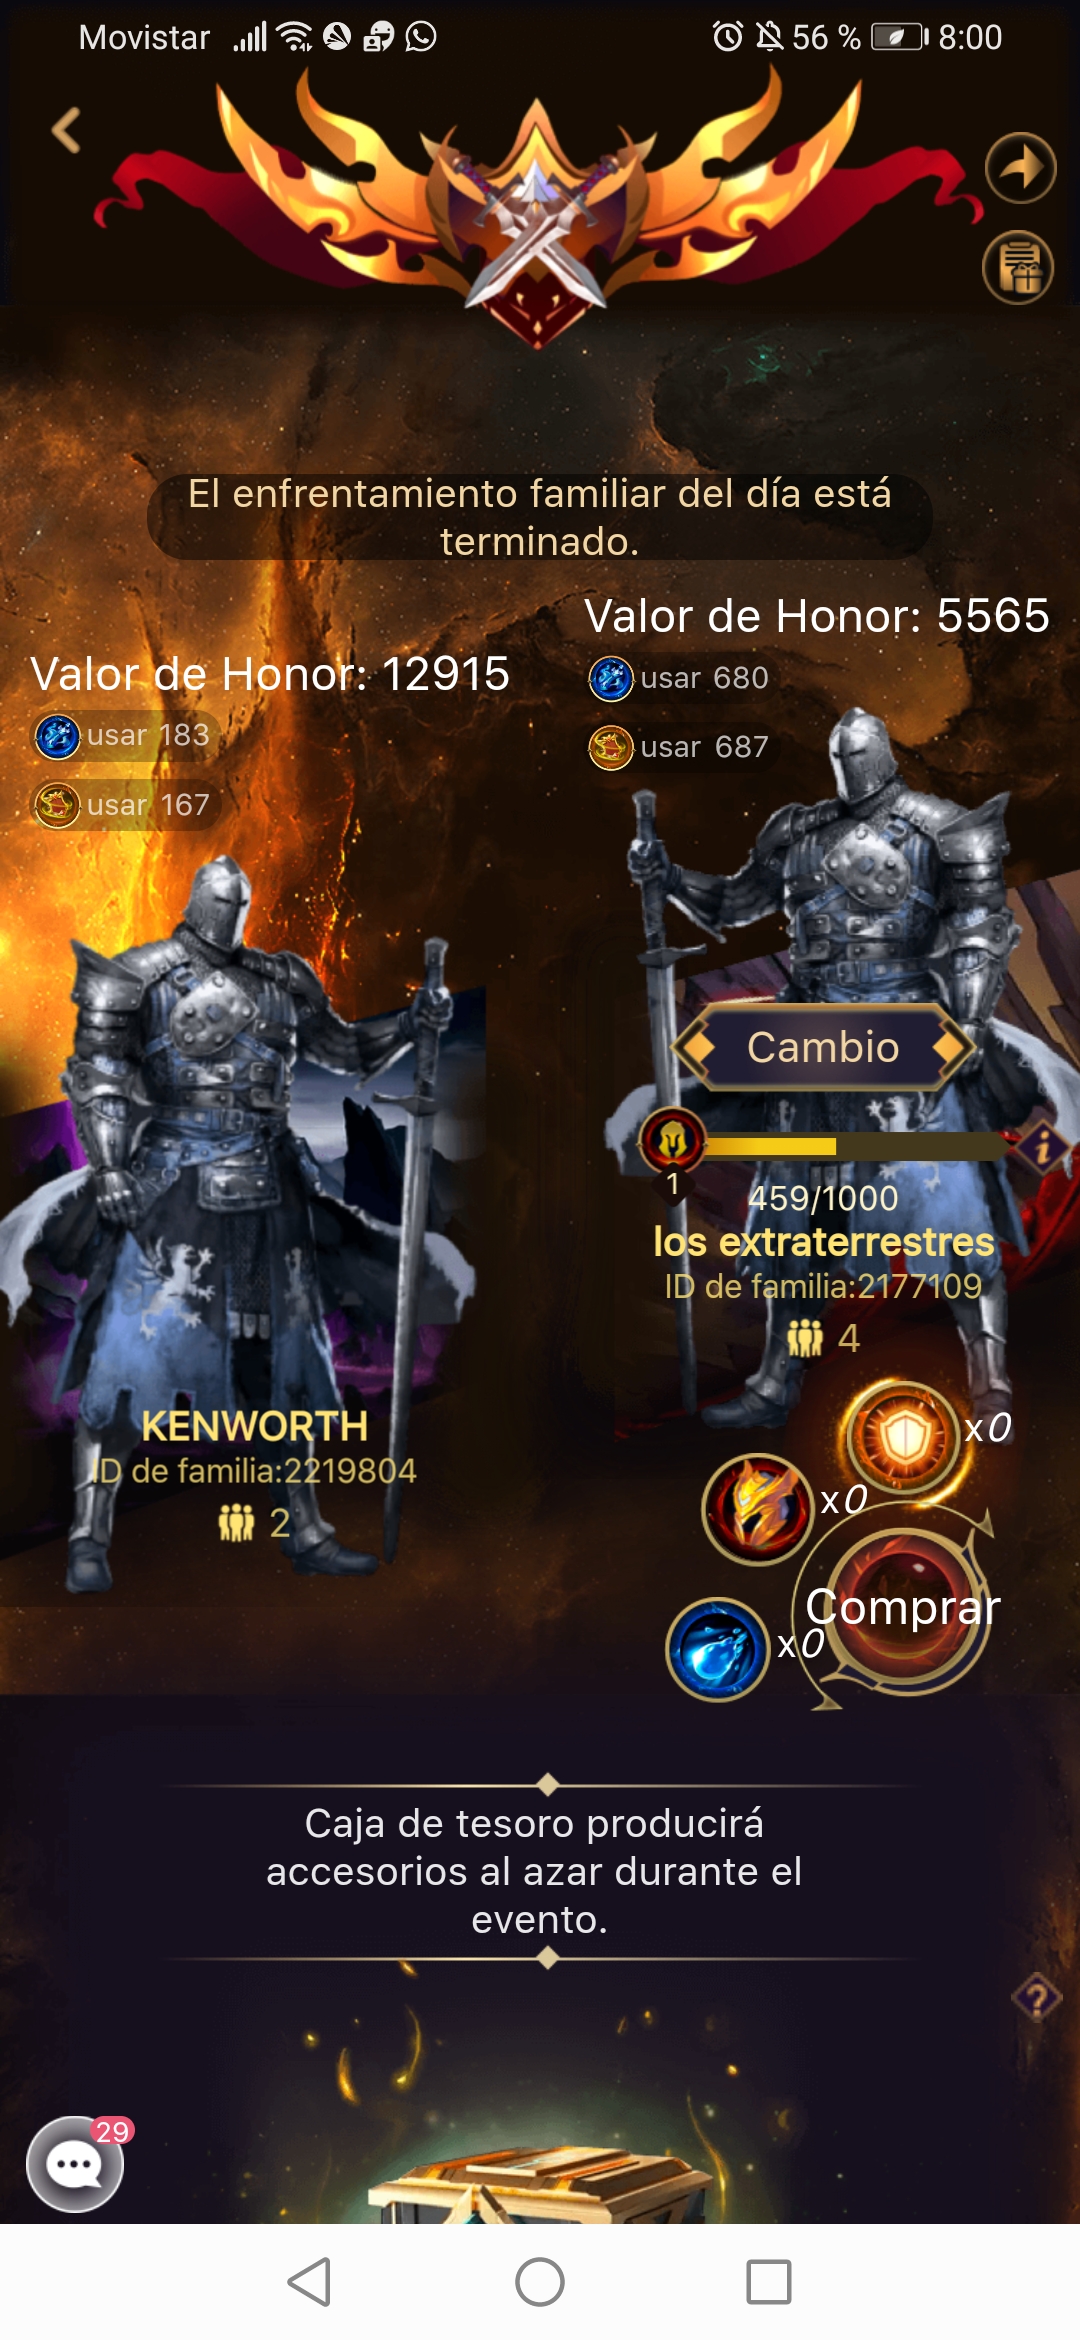 Movistar 56 % 8:00
El enfrentamiento familiar del día está
terminado.
Valor de Honor: 5565
usar 680
usar 687
Valor de Honor: 12915
usar 183
usar 167
Cambio
1
459/1000
los extraterrestres
ID de familia:2177109
4
KENWORTH
ID de familia:2219804
2
x0
x0
Comprar
x0
Caja de tesoro producirá
accesorios al azar durante el
evento.
?
29